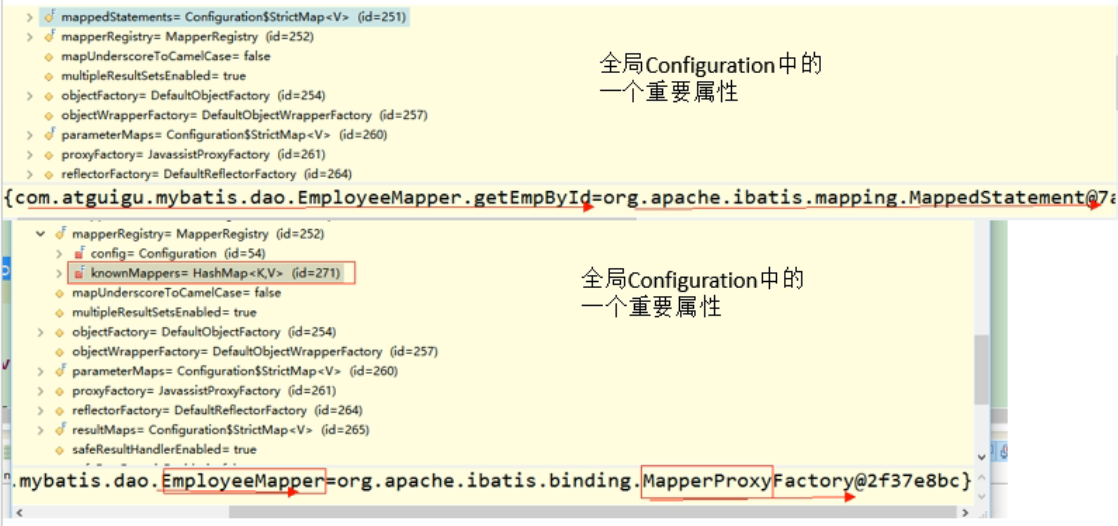 mappedStatements= Configuration$StrictMap<V> (id=251)
mapperRegistry= MapperRegistry (id=252)
mapUnderscoreToCamelCase= false
multipleResultSetsEnabled= true
objectFactory= DefaultObjectFactory (id=254)
objectWrapperFactory= DefaultObjectWrapperFactory (id=257)
parameterMaps= Configuration$StrictMap<V> (id=260)
proxyFactory= JavassistProxyFactory (id=261)
reflectorFactory= DefaultReflectorFactory (id=264)
全局Configuration中的
一个重要属性
{com.atguigu.mybatis.dao.EmployeeMapper.getEmpById=org.apache.ibatis.mapping.MappedStatement@7a
mapperRegistry= MapperRegistry (id=252)
config= Configuration (id=54)
knownMappers= HashMap<K,V> (id=271)
mapUnderscoreToCamelCase= false
multipleResultSetsEnabled= true
objectFactory= DefaultObjectFactory (id=254)
objectWrapperFactory= DefaultObjectWrapperFactory (id=257)
parameterMaps= Configuration$StrictMap<V> (id=260)
proxyFactory= JavassistProxyFactory (id=261)
reflectorFactory= DefaultReflectorFactory (id=264)
resultMaps= Configuration$StrictMap<V> (id=265)
safeResultHandlerEnabled= true
全局Configuration中的
一个重要属性
.mybatis.dao.EmployeeMapper=org.apache.ibatis.binding.MapperProxyFactory@2f37e8bc}